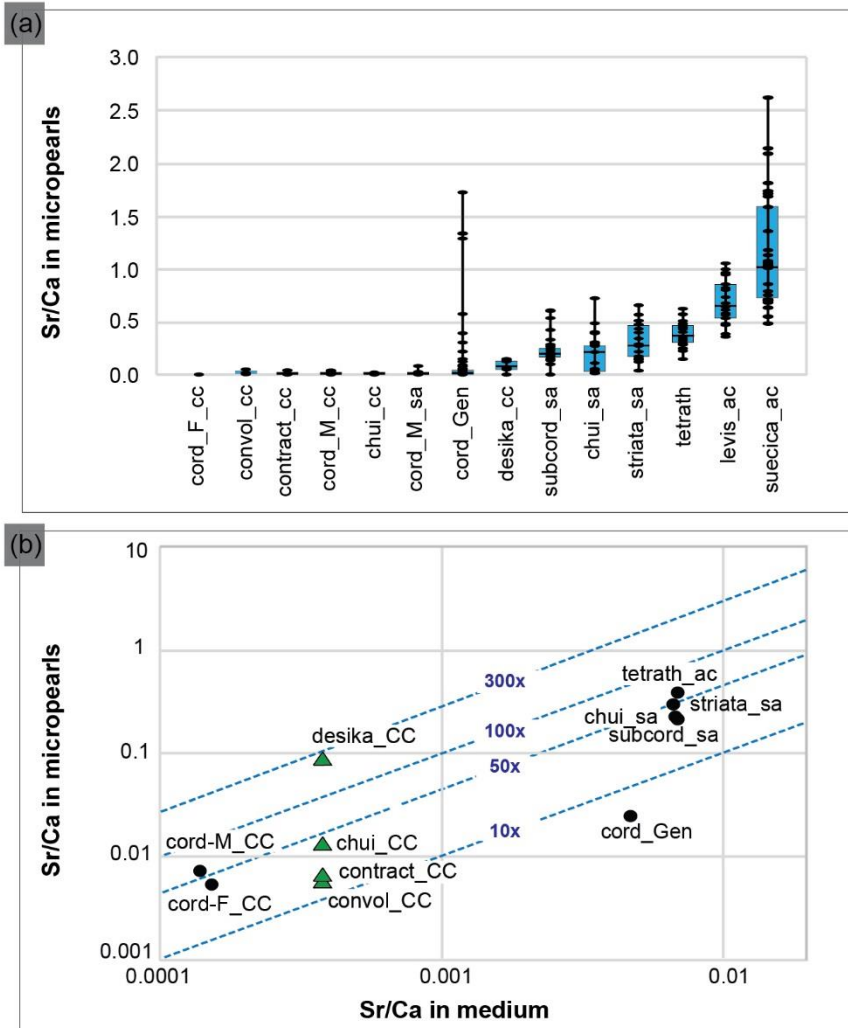 (a)
Sr/Ca in micropearls
3.0
2.5
2.0
1.5
1.0
0.5
0.0
cord_F_cc
convol_cc
contract_cc
cord_M_cc
chui_cc
cord_M_sa
cord_Gen
desika_cc
subcord_sa
chui_sa
striata_sa
tetrath
levis_ac
suecica_ac
(b)
Sr/Ca in micropearls
10
1
0.1
0.01
0.001
300x
100x
50x
10x
tetrath_ac
striata_sa
chui_sa
subcord_sa
desika_CC
cord_Gen
cord-M_CC
chui_CC
contract_CC
cord-F_CC
convol_CC
0.0001
0.001
0.01
Sr/Ca in medium